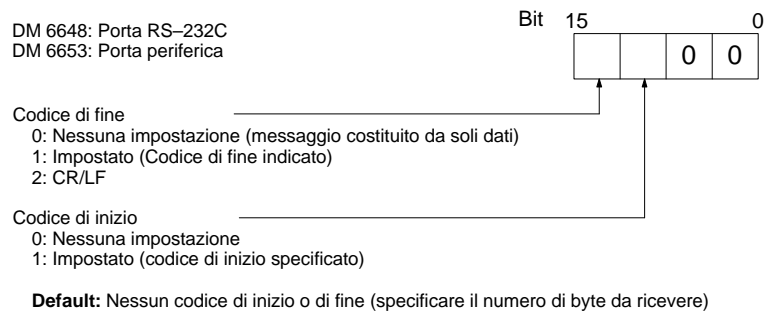 DM 6648: Porta RS–232C
DM 6653: Porta periferica
Bit 15 0
0 0
Codice di fine
0: Nessuna impostazione (messaggio costituito da soli dati)
1: Impostato (Codice di fine indicato)
2: CR/LF
Codice di inizio
0: Nessuna impostazione
1: Impostato (codice di inizio specificato)
Default: Nessun codice di inizio o di fine (specificare il numero di byte da ricevere)